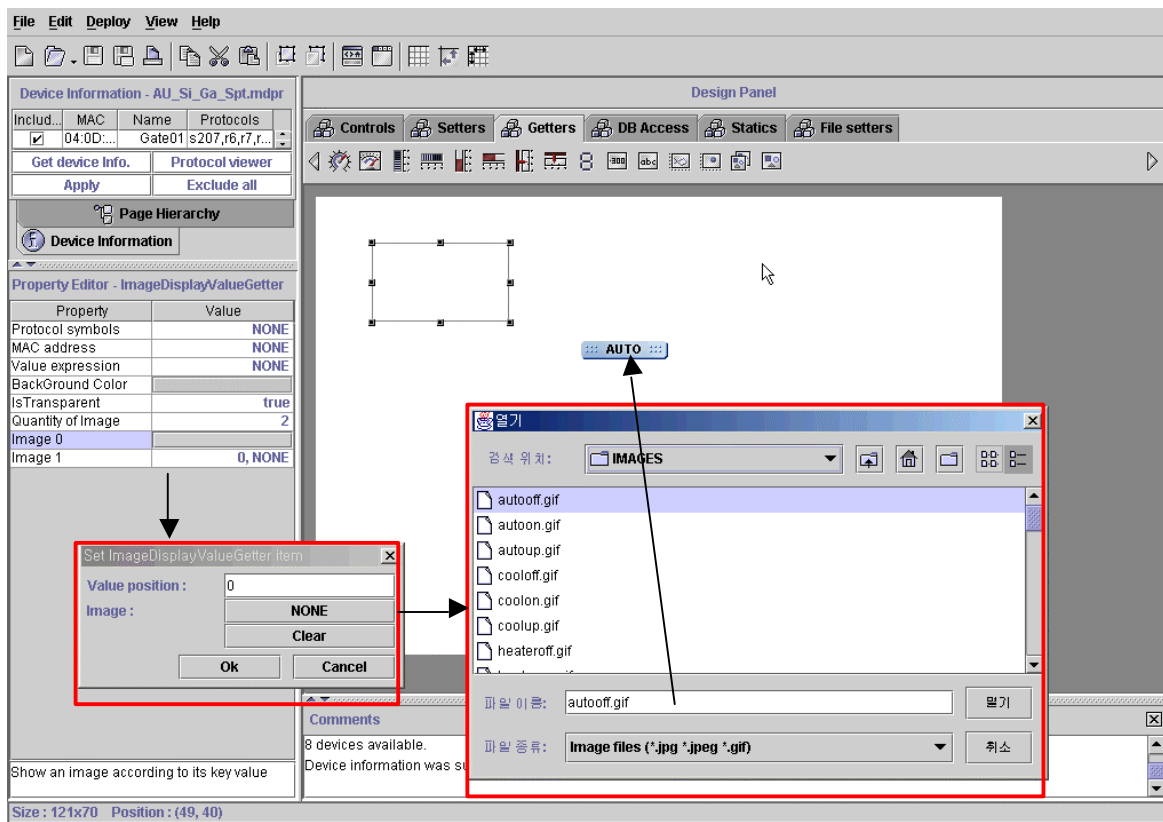 File Edit Deploy View Help
Device Information - AU_Si_Ga_Spt.mdpr
Includ... MAC Name Protocols
04:0D:... Gate01 s207,r6,r7,r...
Get device Info. Protocol viewer
Apply Exclude all
Page Hierarchy
Device Information
Property Editor - ImageDisplayValueGetter
Property Value
Protocol symbols NONE
MAC address NONE
Value expression NONE
BackGround Color
IsTransparent true
Quantity of Image 2
Image 0
Image 1 0, NONE
Show an image according to its key value
Design Panel
Controls Setters Getters DB Access Statics File setters
abc
AUTO
Set ImageDisplayValueGetter item
Value position : 0
Image : NONE
Clear
Ok Cancel
열기
검색 위치: IMAGES
autooff.gif
autoon.gif
autoup.gif
cooloff.gif
coolon.gif
coolup.gif
heateroff.gif
파일 이름: autooff.gif 열기
파일 종류: Image files (*.jpg *.jpeg *.gif) 취소
Comments
8 devices available.
Device information was su
Size : 121x70 Position : (49, 40)